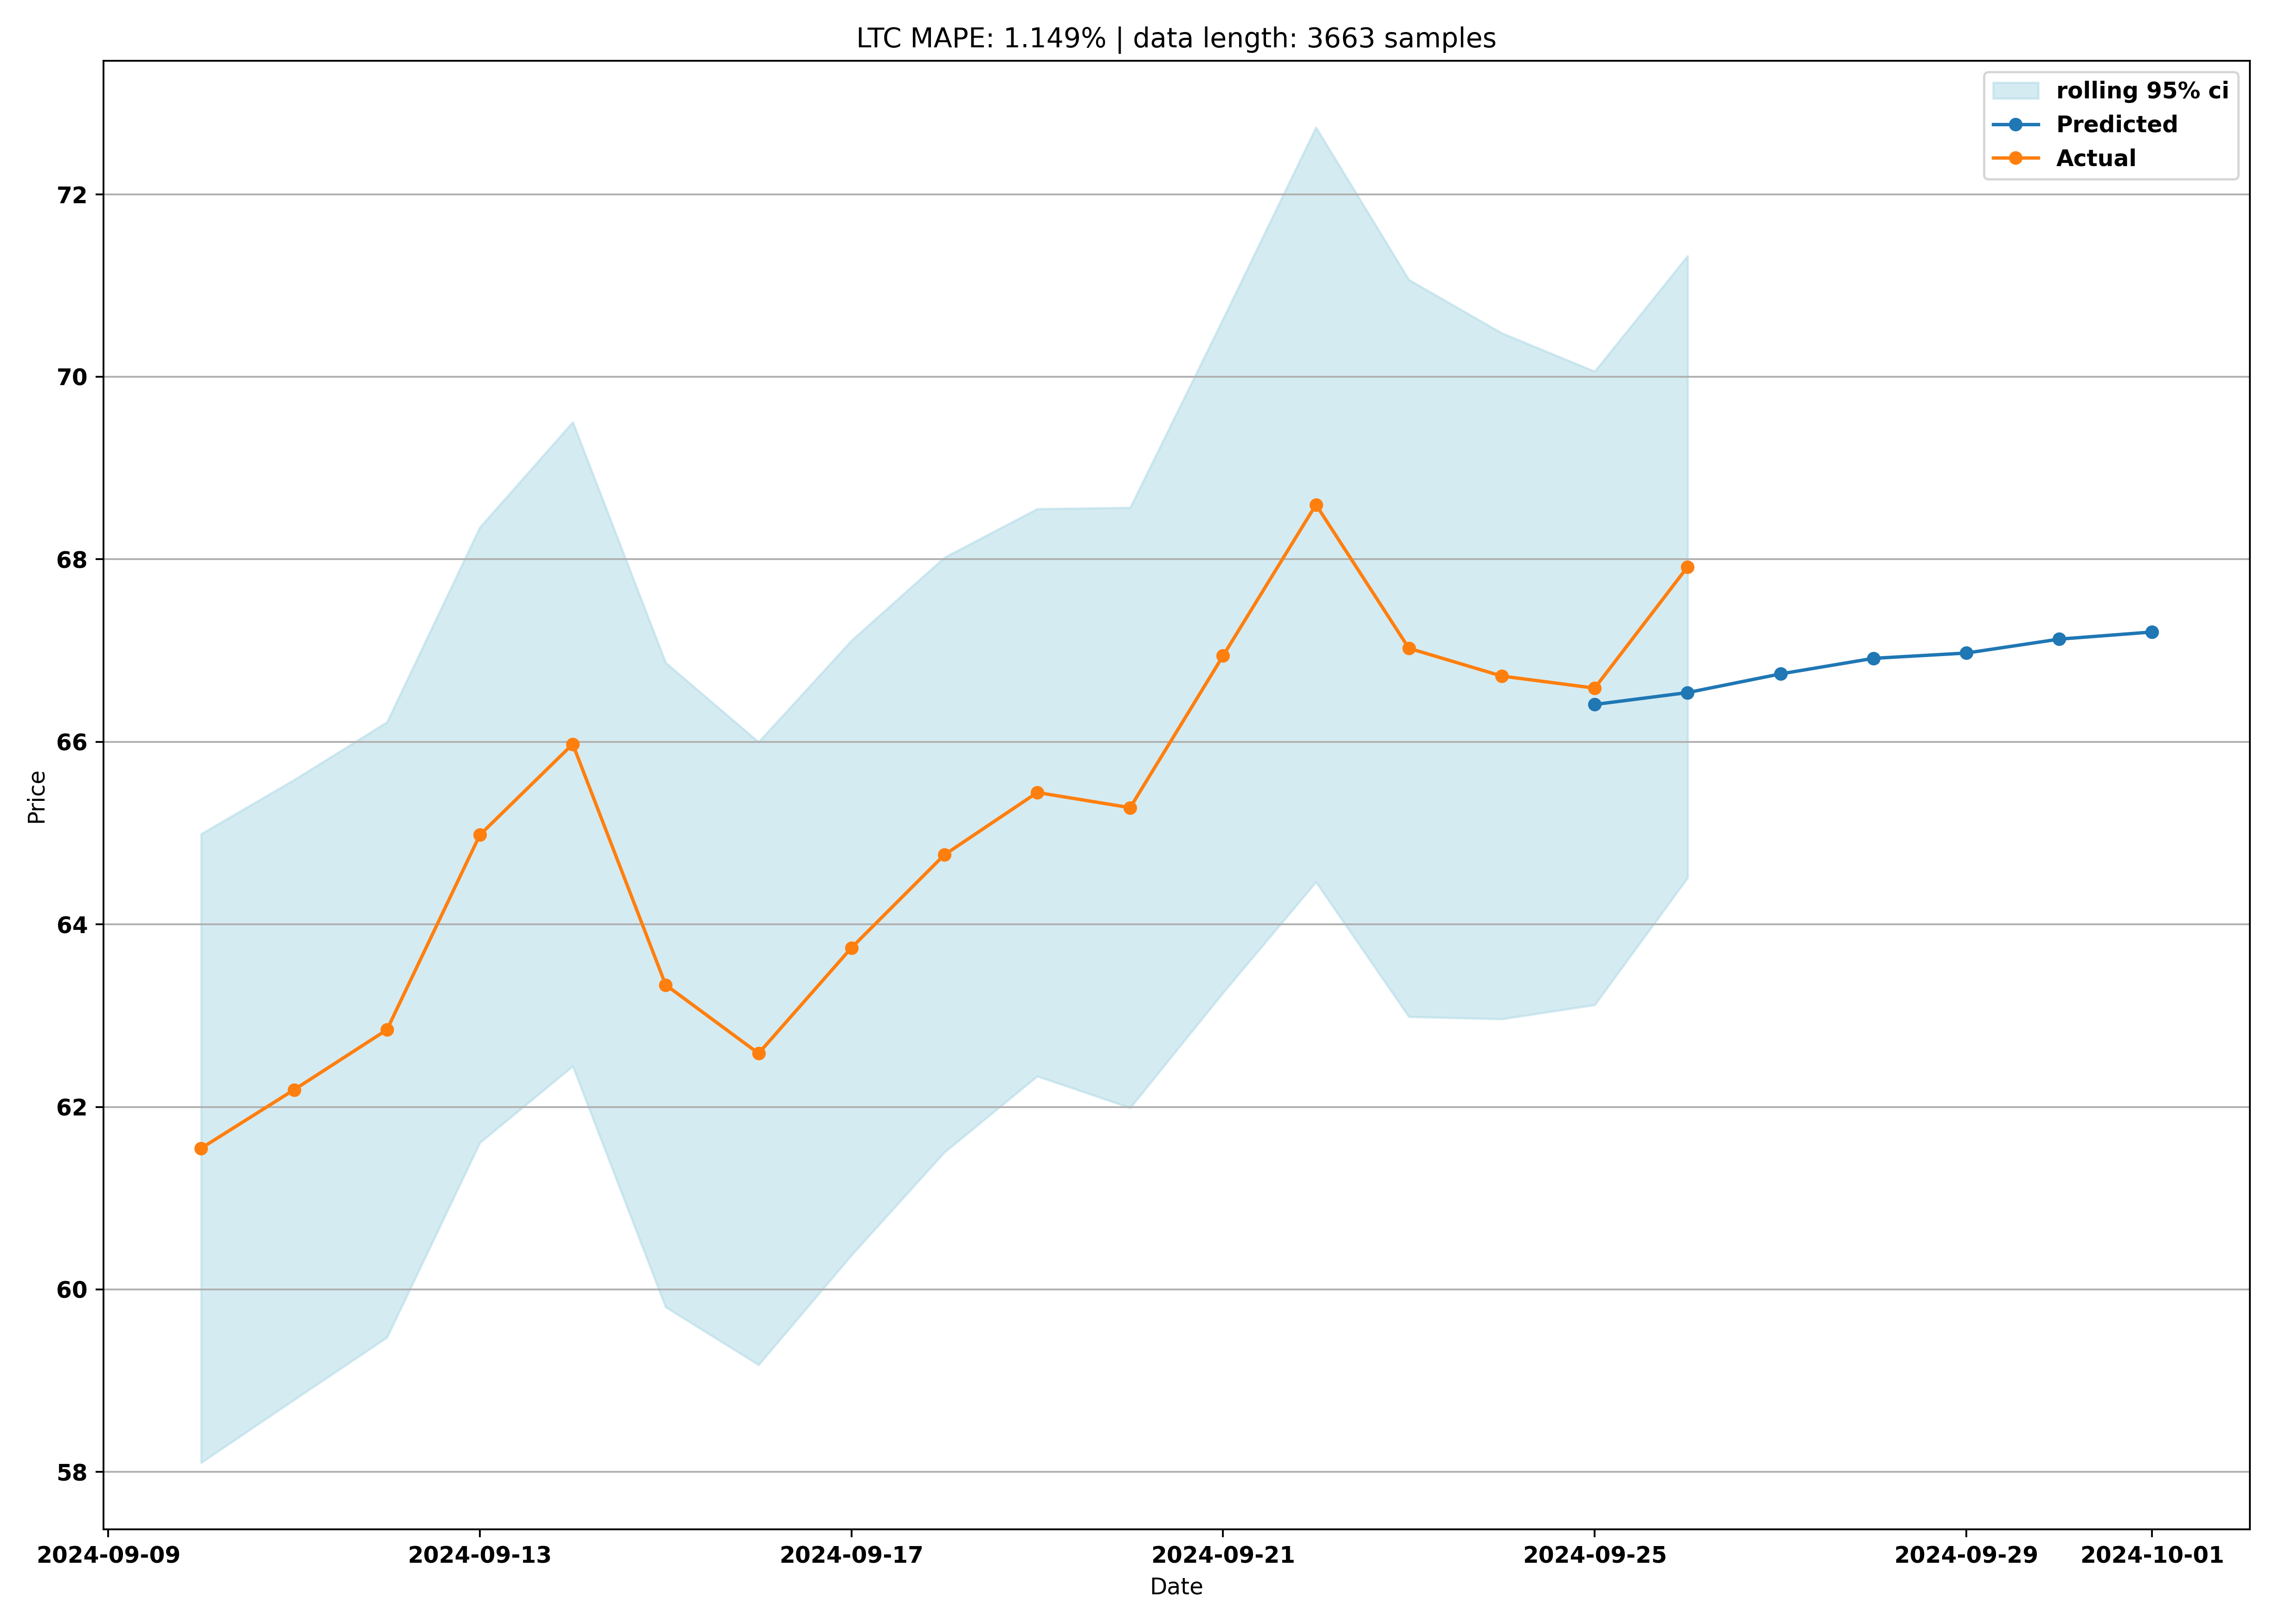 LTC MAPE: 1.149% | data length: 3663 samples
rolling 95% ci
Predicted
Actual
72
70
68
66
64
62
60
58
Price
2024-09-09
2024-09-13
2024-09-17
2024-09-21
2024-09-25
2024-09-29
2024-10-01
Date